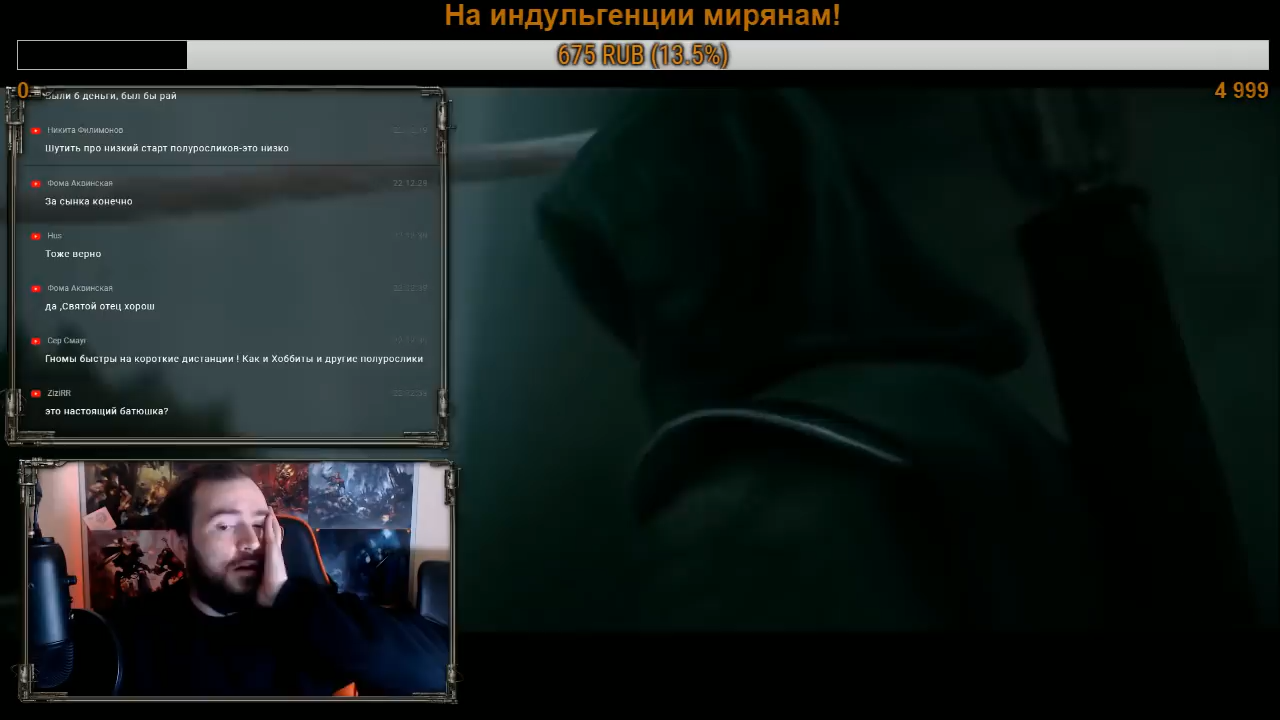 На индульгенции мирянам!
675 RUB (13.5%)
0
4 999
Были б деньги, был бы рай
Никита Филимонов
Шутить про низкий старт полуросликов-это низко
Фома Аквинская
22:12:29
За сынка конечно
Hus
Тоже верно
Фома Аквинская
да ,Святой отец хорош
Сер Смауг
Гномы быстры на короткие дистанции ! Как и Хоббиты и другие полурослики
ZiziRR
это настоящий батюшка?